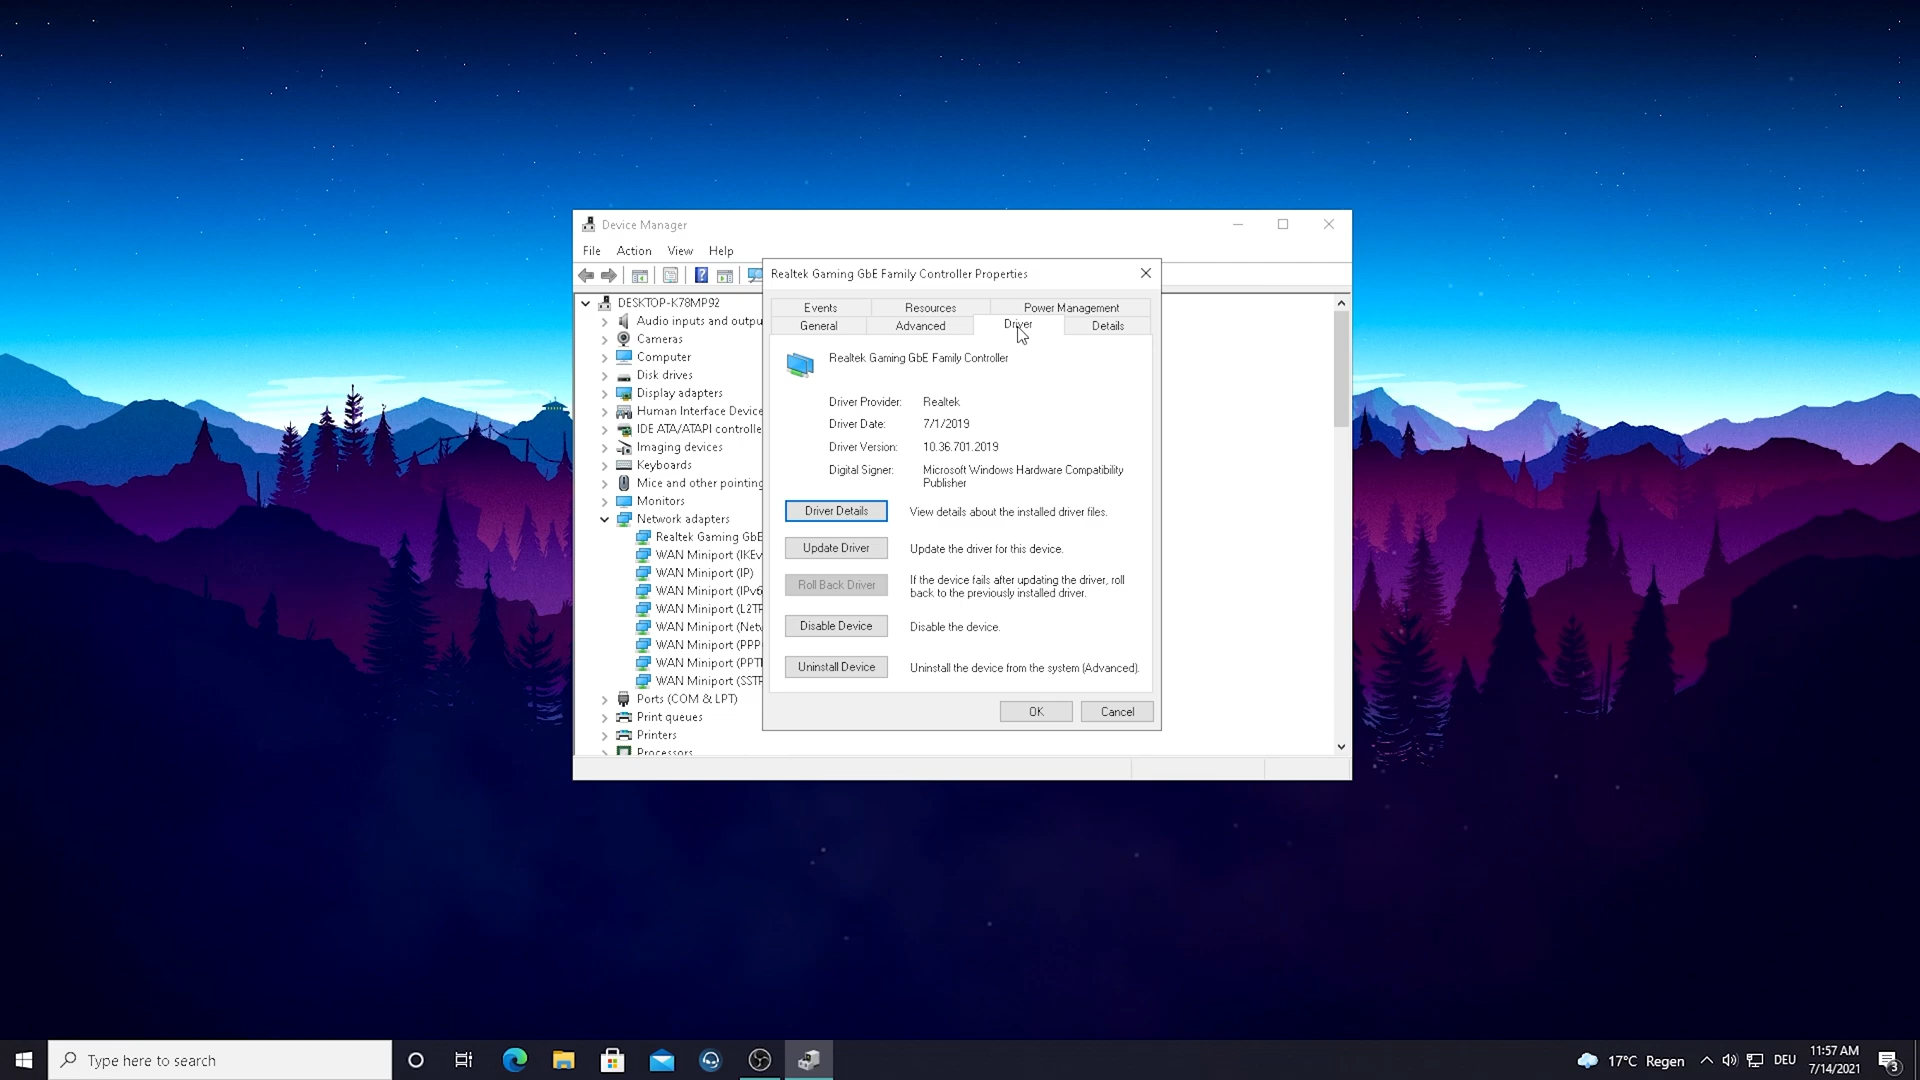 Device Manager
File Action View Help
Realtek Gaming GbE Family Controller Properties
Events Resources Power Management
General Advanced Driver Details
Realtek Gaming GbE Family Controller
Driver Provider: Realtek
Driver Date: 7/1/2019
Driver Version: 10.36.701.2019
Digital Signer: Microsoft Windows Hardware Compatibility
Publisher
Driver Details View details about the installed driver files.
Update Driver Update the driver for this device.
Roll Back Driver If the device fails after updating the driver, roll
back to the previously installed driver.
Disable Device Disable the device.
Uninstall Device Uninstall the device from the system (Advanced).
OK Cancel
DESKTOP-K78MP92
Audio inputs and outpu
Cameras
Computer
Disk drives
Display adapters
Human Interface Device
IDE ATA/ATAPI controlle
Imaging devices
Keyboards
Mice and other pointing
Monitors
Network adapters
Realtek Gaming GbE
WAN Miniport (IKEv
WAN Miniport (IP)
WAN Miniport (IPv6
WAN Miniport (L2TP
WAN Miniport (Netw
WAN Miniport (PPP
WAN Miniport (PPT
WAN Miniport (SSTP
Ports (COM & LPT)
Print queues
Printers
Processors
Type here to search
17°C Regen
DEU
11:57 AM
7/14/2021
3